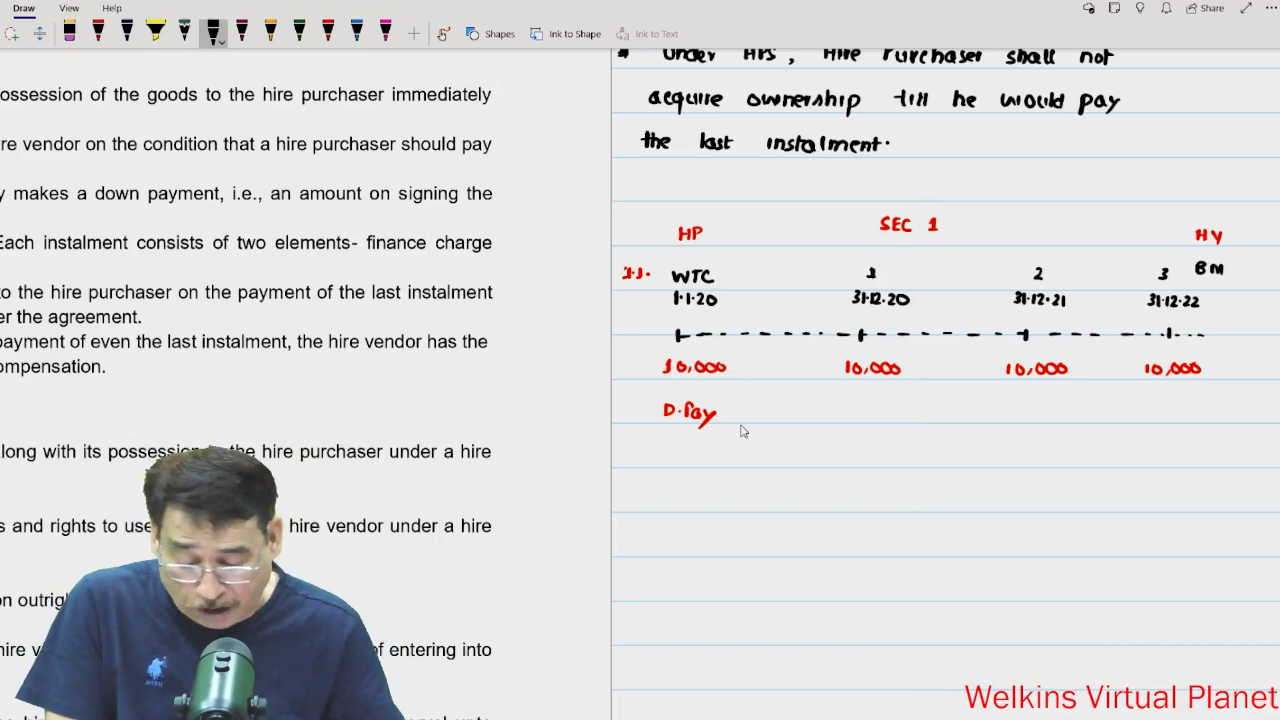 Draw View Help
Share
Shapes Ink to Shape Ink to Text
ossession of the goods to the hire purchaser immediately
re vendor on the condition that a hire purchaser should pay
y makes a down payment, i.e., an amount on signing the
Each instalment consists of two elements- finance charge
to the hire purchaser on the payment of the last instalment
er the agreement.
payment of even the last instalment, the hire vendor has the
ompensation.
along with its possession to the hire purchaser under a hire
s and rights to use hire vendor under a hire
on outrig
hire v of entering into
* Under HPS, Hire Purchaser shall not
acquire ownership till he would pay
the last instalment.
HP SEC 1 HV
I.I. WTC 1 2 3 BM
1.1.20 31.12.20 31.12.21 31.12.22
10,000 10,000 10,000 10,000
D.Pay
Welkins Virtual Planet